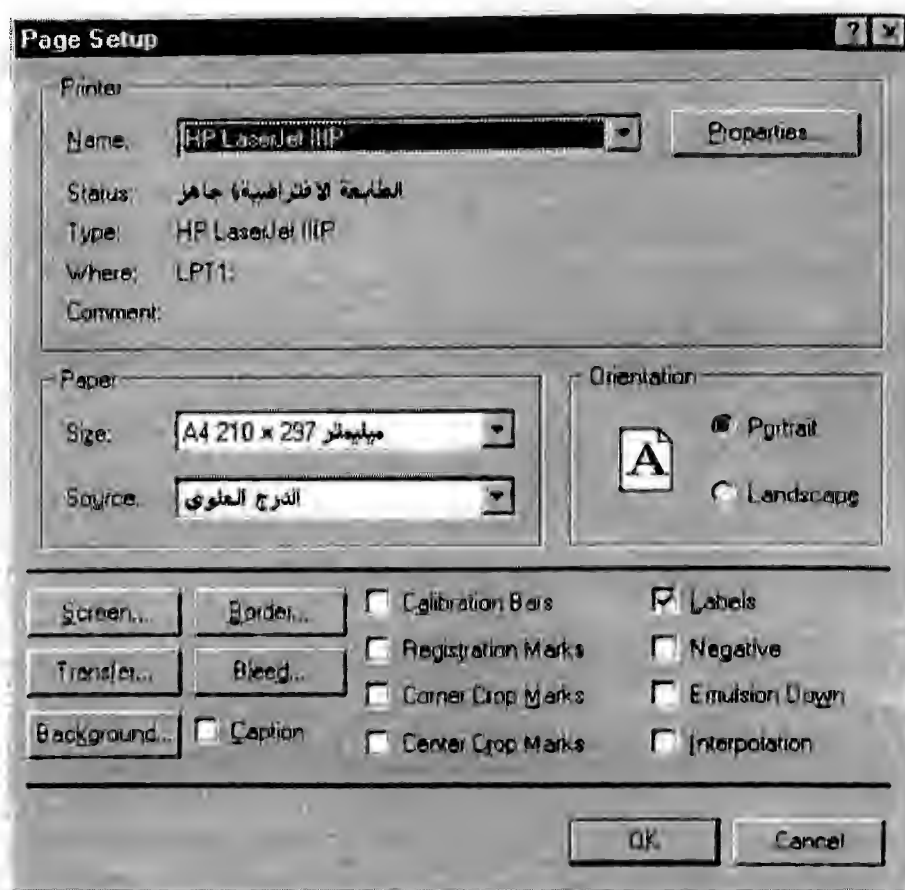 Page Setup
Printer
Name: HP LaserJet IIIP Properties...
Status: الطابعة الافتراضية؛ جاهز
Type: HP LaserJet IIIP
Where: LPT1:
Comment:
Paper
Size: A4 210 x 297 ميليمتر
Source: الدرج العلوى
Orientation
A
Portrait
Landscape
Screen... Border... Calibration Bars Labels
Transfer... Bleed... Registration Marks Negative
Corner Crop Marks Emulsion Down
Background... Caption Center Crop Marks Interpolation
OK Cancel